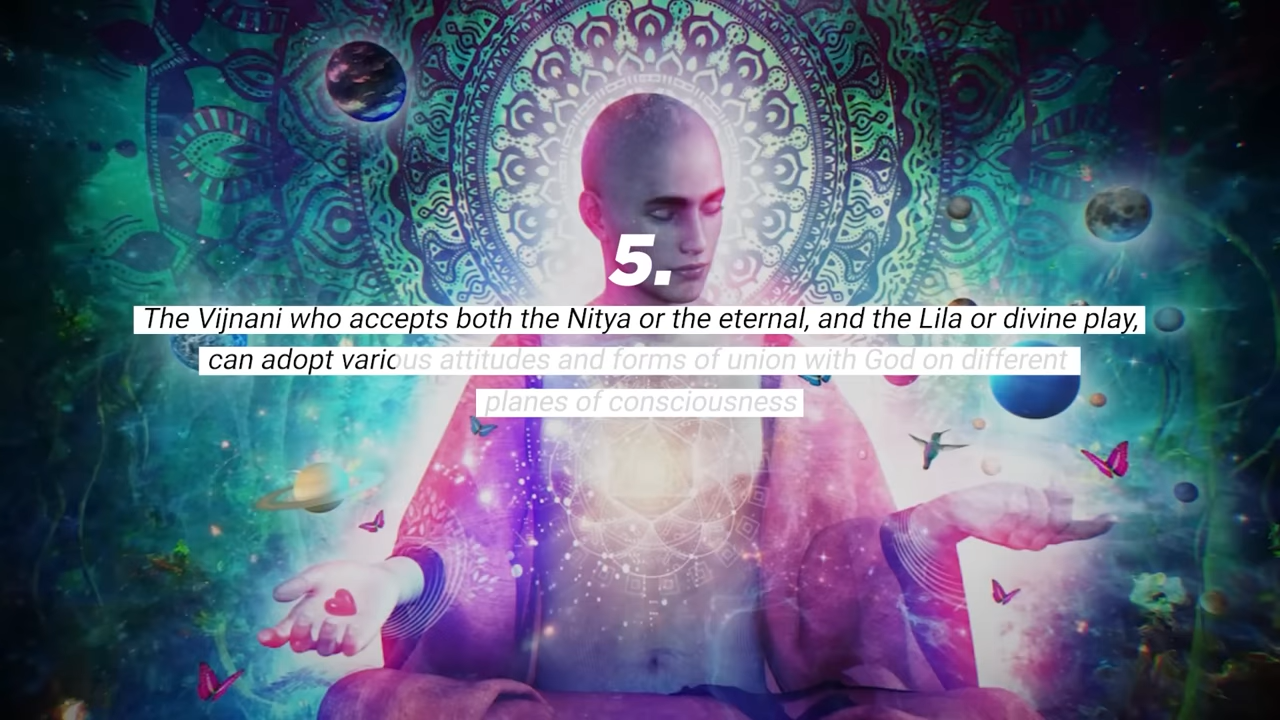 5.
The Vijnani who accepts both the Nitya or the eternal, and the Lila or divine play,
can adopt various attitudes and forms of union with God on different
planes of consciousness